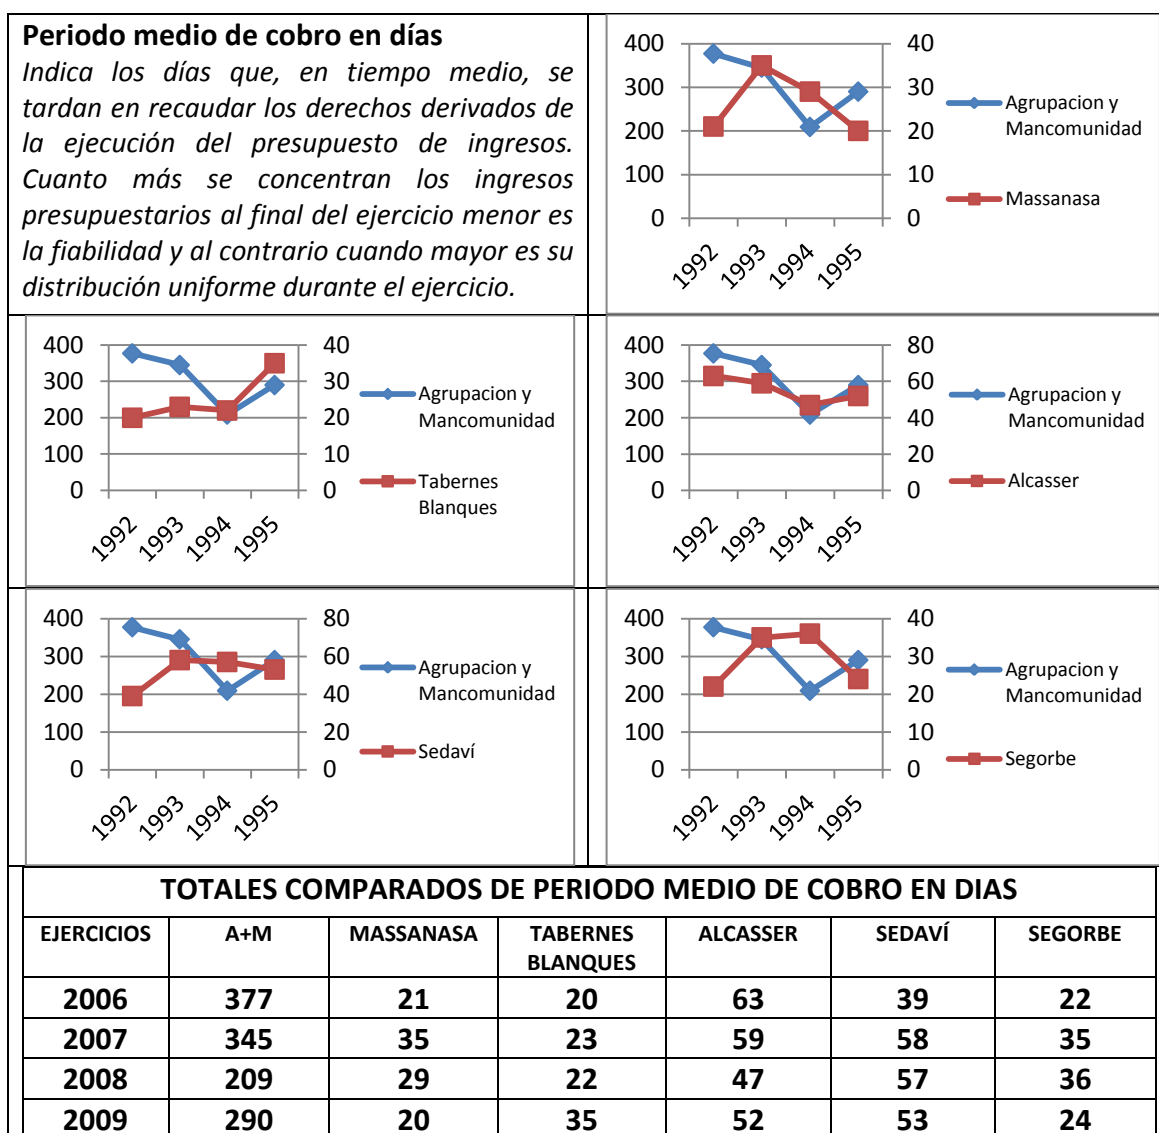 Periodo medio de cobro en días
Indica los días que, en tiempo medio, se
tardan en recaudar los derechos derivados de
la ejecución del presupuesto de ingresos.
Cuanto más se concentran los ingresos
presupuestarios al final del ejercicio menor es
la fiabilidad y al contrario cuando mayor es su
distribución uniforme durante el ejercicio.
400 40
300 30
200 20
100 10
0 0
1992 1993 1994 1995
Agrupacion y
Mancomunidad
Massanasa
400 40
300 30
200 20
100 10
0 0
1992 1993 1994 1995
Agrupacion y
Mancomunidad
Tabernes
Blanques
400 80
300 60
200 40
100 20
0 0
1992 1993 1994 1995
Agrupacion y
Mancomunidad
Alcasser
400 80
300 60
200 40
100 20
0 0
1992 1993 1994 1995
Agrupacion y
Mancomunidad
Sedaví
400 40
300 30
200 20
100 10
0 0
1992 1993 1994 1995
Agrupacion y
Mancomunidad
Segorbe
TOTALES COMPARADOS DE PERIODO MEDIO DE COBRO EN DIAS
EJERCICIOS A+M MASSANASA TABERNES ALCASSER SEDAVÍ SEGORBE
BLANQUES
2006 377 21 20 63 39 22
2007 345 35 23 59 58 35
2008 209 29 22 47 57 36
2009 290 20 35 52 53 24